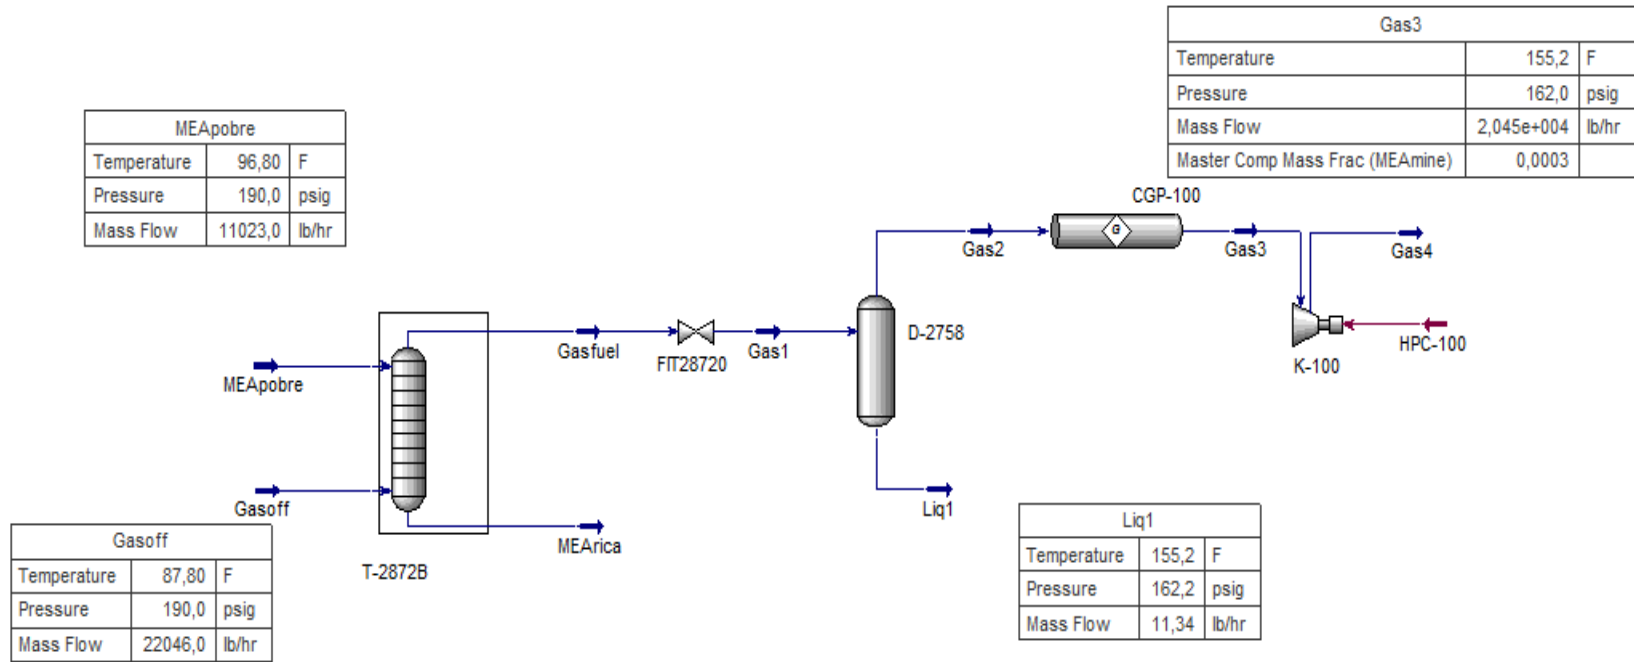 Gas3
Temperature 155,2 F
Pressure 162,0 psig
Mass Flow 2,045e+004 lb/hr
Master Comp Mass Frac (MEAmine) 0,0003
MEApobre
Temperature 96,80 F
Pressure 190,0 psig
Mass Flow 11023,0 lb/hr
CGP-100
G
Gas2
Gas3
Gas4
D-2758
Gasfuel
Gas1
FIT28720
HPC-100
K-100
MEApobre
Gasoff
Liq1
MEArica
T-2872B
Gasoff
Temperature 87,80 F
Pressure 190,0 psig
Mass Flow 22046,0 lb/hr
Liq1
Temperature 155,2 F
Pressure 162,2 psig
Mass Flow 11,34 lb/hr